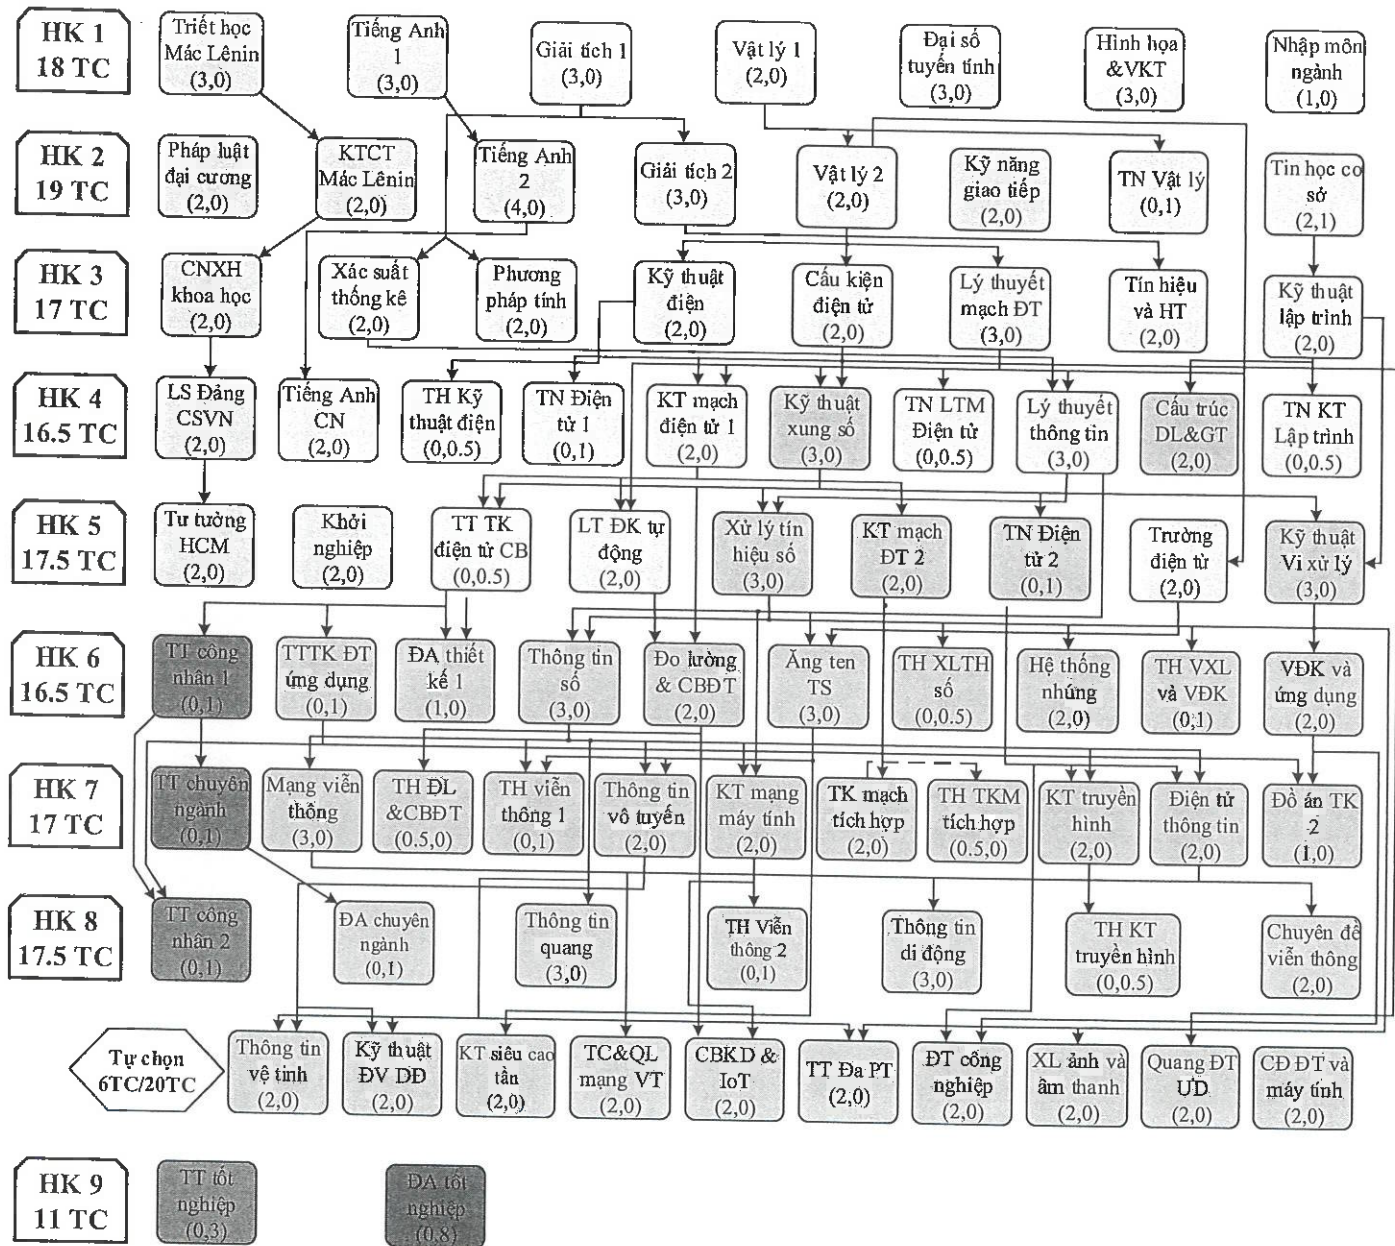 HK 1
18 TC
Triết học
Mác Lênin
(3,0)
Tiếng Anh
1
(3,0)
Giải tích 1
(3,0)
Vật lý 1
(2,0)
Đại số
tuyến tính
(3,0)
Hình họa
&VKT
(3,0)
Nhập môn
ngành
(1,0)
HK 2
19 TC
Pháp luật
đại cương
(2,0)
KTCT
Mác Lênin
(2,0)
Tiếng Anh
2
(4,0)
Giải tích 2
(3,0)
Vật lý 2
(2,0)
Kỹ năng
giao tiếp
(2,0)
TN Vật lý
(0,1)
Tin học cơ
sở
(2,1)
HK 3
17 TC
CNXH
khoa học
(2,0)
Xác suất
thống kê
(2,0)
Phương
pháp tính
(2,0)
Kỹ thuật
điện
(2,0)
Cấu kiện
điện tử
(2,0)
Lý thuyết
mạch ĐT
(3,0)
Tín hiệu
và HT
(2,0)
Kỹ thuật
lập trình
(2,0)
HK 4
16.5 TC
LS Đảng
CSVN
(2,0)
Tiếng Anh
CN
(2,0)
TH Kỹ
thuật điện
(0,0.5)
TN Điện
tử 1
(0,1)
KT mạch
điện tử 1
(2,0)
Kỹ thuật
xung số
(3,0)
TN LTM
Điện tử
(0,0.5)
Lý thuyết
thông tin
(3,0)
Cấu trúc
DL&GT
(2,0)
TN KT
Lập trình
(0,0.5)
HK 5
17.5 TC
Tư tưởng
HCM
(2,0)
Khởi
nghiệp
(2,0)
TT TK
điện tử CB
(0,0.5)
LT ĐK tự
động
(2,0)
Xử lý tín
hiệu số
(3,0)
KT mạch
ĐT 2
(2,0)
TN Điện
tử 2
(0,1)
Trường
điện từ
(2,0)
Kỹ thuật
Vi xử lý
(3,0)
HK 6
16.5 TC
TT công
nhân 1
(0,1)
TTTK ĐT
ứng dụng
(0,1)
ĐA thiết
kế 1
(1,0)
Thông tin
số
(3,0)
Đo lường
& CBĐT
(2,0)
Ăng ten
TS
(3,0)
TH XLTH
số
(0,0.5)
Hệ thống
nhúng
(2,0)
TH VXL
và VĐK
(0,1)
VĐK và
ứng dụng
(2,0)
HK 7
17 TC
TT chuyên
ngành
(0,1)
Mạng viễn
thông
(3,0)
TH ĐL
&CBĐT
(0.5,0)
TH viễn
thông 1
(0,1)
Thông tin
vô tuyến
(2,0)
KT mạng
máy tính
(2,0)
TK mạch
tích hợp
(2,0)
TH TKM
tích hợp
(0.5,0)
KT truyền
hình
(2,0)
Điện tử
thông tin
(2,0)
Đồ án TK
2
(1,0)
HK 8
17.5 TC
TT công
nhân 2
(0,1)
ĐA chuyên
ngành
(0,1)
Thông tin
quang
(3,0)
TH Viễn
thông 2
(0,1)
Thông tin
di động
(3,0)
TH KT
truyền hình
(0,0.5)
Chuyên đề
viễn thông
(2,0)
Tự chọn
6TC/20TC
Thông tin
vệ tinh
(2,0)
Kỹ thuật
ĐV DĐ
(2,0)
KT siêu cao
tần
(2,0)
TC&QL
mạng VT
(2,0)
CBKD &
IoT
(2,0)
TT Đa PT
(2,0)
ĐT công
nghiệp
(2,0)
XL ảnh và
âm thanh
(2,0)
Quang ĐT
ƯD
(2,0)
CĐ ĐT và
máy tính
(2,0)
HK 9
11 TC
TT tốt
nghiệp
(0,3)
ĐA tốt
nghiệp
(0,8)